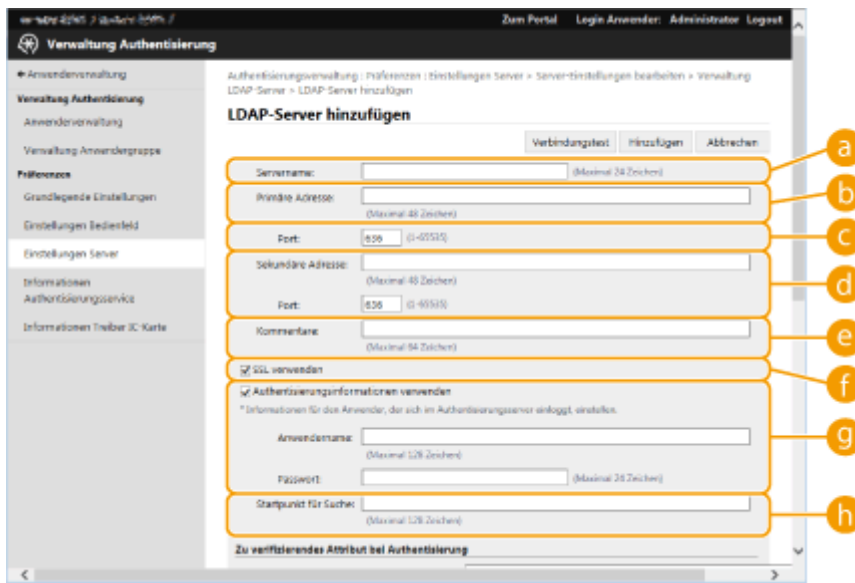 Zum Portal Login Anwender: Administrator Logout
Verwaltung Authentisierung
Anwenderverwaltung
Verwaltung Authentisierung
Anwenderverwaltung
Verwaltung Anwendergruppe
Präferenzen
Grundlegende Einstellungen
Einstellungen Bedienfeld
Einstellungen Server
Informationen
Authentisierungsservice
Informationen Treiber IC-Karte
Authentisierungsverwaltung : Präferenzen : Einstellungen Server > Server-Einstellungen bearbeiten > Verwaltung
LDAP-Server > LDAP-Server hinzufügen
LDAP-Server hinzufügen
Verbindungstest Hinzufügen Abbrechen
Servername: (Maximal 24 Zeichen) a
Primäre Adresse: b
(Maximal 48 Zeichen)
Port: 636 (1-65535) c
Sekundäre Adresse:
(Maximal 48 Zeichen) d
Port: 636 (1-65535)
Kommentare: e
(Maximal 64 Zeichen)
SSL verwenden f
Authentisierungsinformationen verwenden
* Informationen für den Anwender, der sich im Authentisierungsserver einloggt, einstellen.
Anwendername: g
(Maximal 128 Zeichen)
Passwort: (Maximal 24 Zeichen)
Startpunkt für Suche: h
(Maximal 128 Zeichen)
Zu verifizierendes Attribut bei Authentisierung